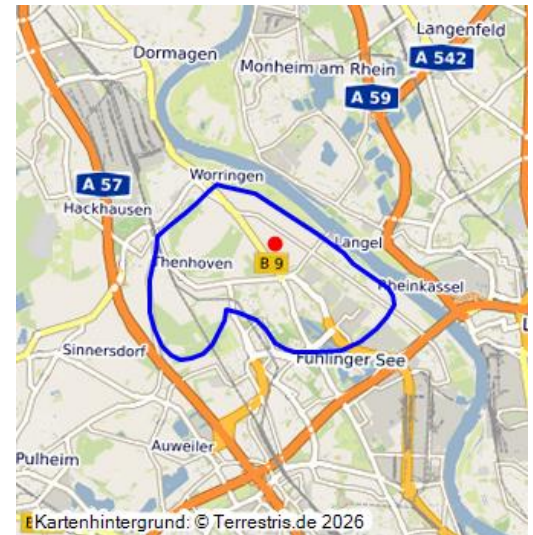 Langenfeld
Dormagen
A 542
Monheim am Rhein
A 59
Worringen
A 57
Hackhausen
Langel
Thenhoven
B 9
Rheinkassel
Sinnersdorf
Fühlinger See
Auweiler
Pulheim
Kartenhintergrund: © Terrestris.de 2026